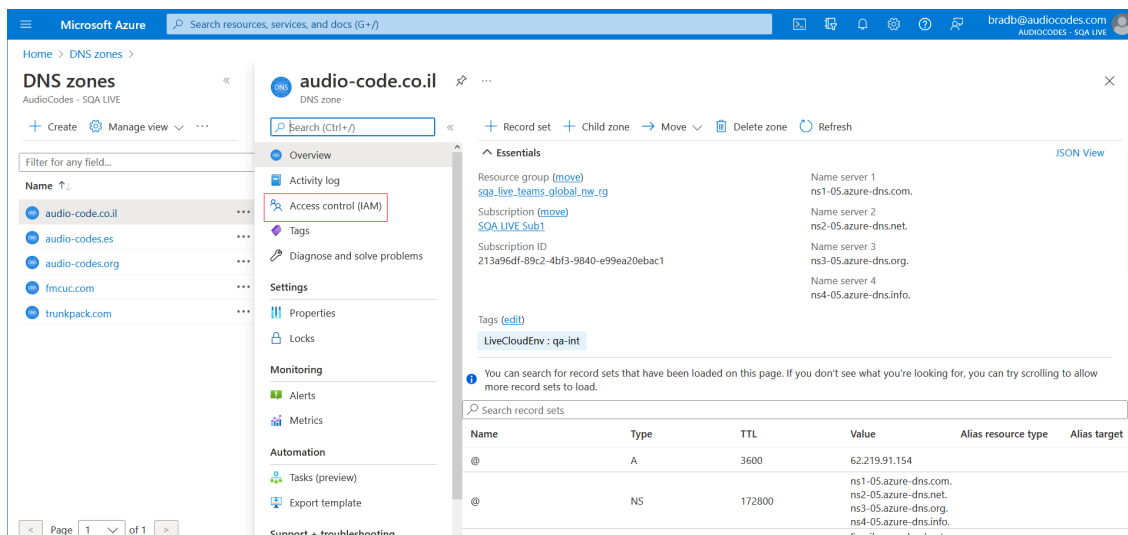 Microsoft Azure
Search resources, services, and docs (G+/)
bradb@audiocodes.com
AUDIOCODES - SQA LIVE
Home > DNS zones >
DNS zones
AudioCodes - SQA LIVE
Create
Manage view
Filter for any field...
Name
audio-code.co.il
audio-codes.es
audio-codes.org
fmcuc.com
trunkpack.com
< Page 1 of 1 >
DNS
audio-code.co.il
DNS zone
Search (Ctrl+/)
Overview
Activity log
Access control (IAM)
Tags
Diagnose and solve problems
Settings
Properties
Locks
Monitoring
Alerts
Metrics
Automation
Tasks (preview)
Export template
Support + troubleshooting
Record set
Child zone
Move
Delete zone
Refresh
Essentials
JSON View
Resource group (move)
sqa_live_teams_global_nw_rg
Subscription (move)
SQA LIVE Sub1
Subscription ID
213a96df-89c2-4bf3-9840-e99ea20ebac1
Name server 1
ns1-05.azure-dns.com.
Name server 2
ns2-05.azure-dns.net.
Name server 3
ns3-05.azure-dns.org.
Name server 4
ns4-05.azure-dns.info.
Tags (edit)
LiveCloudEnv : qa-int
You can search for record sets that have been loaded on this page. If you don't see what you're looking for, you can try scrolling to allow
more record sets to load.
Search record sets
Name Type TTL Value Alias resource type Alias target
@ A 3600 62.219.91.154
@ NS 172800 ns1-05.azure-dns.com.
ns2-05.azure-dns.net.
ns3-05.azure-dns.org.
ns4-05.azure-dns.info.